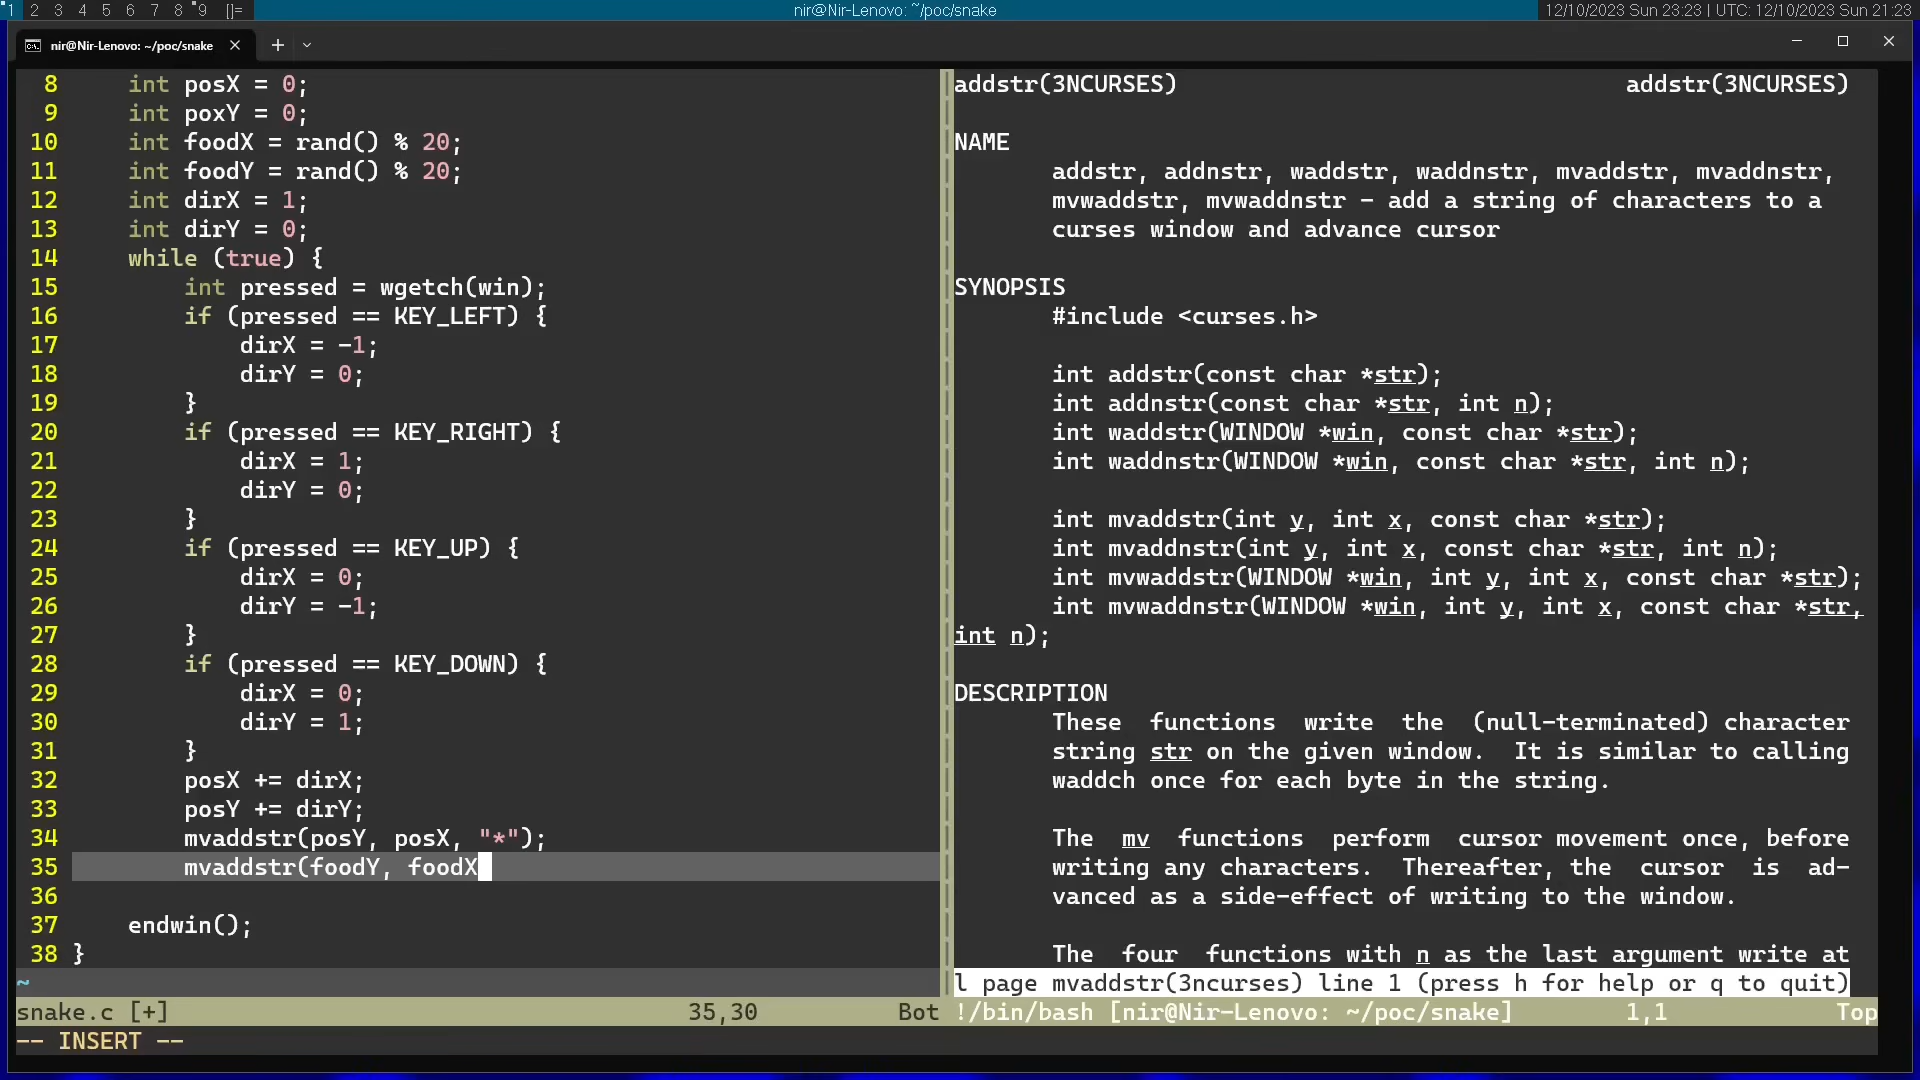 1 2 3 4 5 6 7 8 9 []= nir@Nir-Lenovo: ~/poc/snake 12/10/2023 Sun 23:23 | UTC: 12/10/2023 Sun 21:23
nir@Nir-Lenovo: ~/poc/snake
8 int posX = 0;
9 int poxY = 0;
10 int foodX = rand() % 20;
11 int foodY = rand() % 20;
12 int dirX = 1;
13 int dirY = 0;
14 while (true) {
15 int pressed = wgetch(win);
16 if (pressed == KEY_LEFT) {
17 dirX = -1;
18 dirY = 0;
19 }
20 if (pressed == KEY_RIGHT) {
21 dirX = 1;
22 dirY = 0;
23 }
24 if (pressed == KEY_UP) {
25 dirX = 0;
26 dirY = -1;
27 }
28 if (pressed == KEY_DOWN) {
29 dirX = 0;
30 dirY = 1;
31 }
32 posX += dirX;
33 posY += dirY;
34 mvaddstr(posY, posX, "*");
35 mvaddstr(foodY, foodX
36
37 endwin();
38 }
~
snake.c [+] 35,30 Bot
-- INSERT --
addstr(3NCURSES) addstr(3NCURSES)
NAME
addstr, addnstr, waddstr, waddnstr, mvaddstr, mvaddnstr,
mvwaddstr, mvwaddnstr - add a string of characters to a
curses window and advance cursor
SYNOPSIS
#include <curses.h>
int addstr(const char *str);
int addnstr(const char *str, int n);
int waddstr(WINDOW *win, const char *str);
int waddnstr(WINDOW *win, const char *str, int n);
int mvaddstr(int y, int x, const char *str);
int mvaddnstr(int y, int x, const char *str, int n);
int mvwaddstr(WINDOW *win, int y, int x, const char *str);
int mvwaddnstr(WINDOW *win, int y, int x, const char *str,
int n);
DESCRIPTION
These functions write the (null-terminated) character
string str on the given window. It is similar to calling
waddch once for each byte in the string.
The mv functions perform cursor movement once, before
writing any characters. Thereafter, the cursor is ad-
vanced as a side-effect of writing to the window.
The four functions with n as the last argument write at
l page mvaddstr(3ncurses) line 1 (press h for help or q to quit)
!/bin/bash [nir@Nir-Lenovo: ~/poc/snake] 1,1 Top